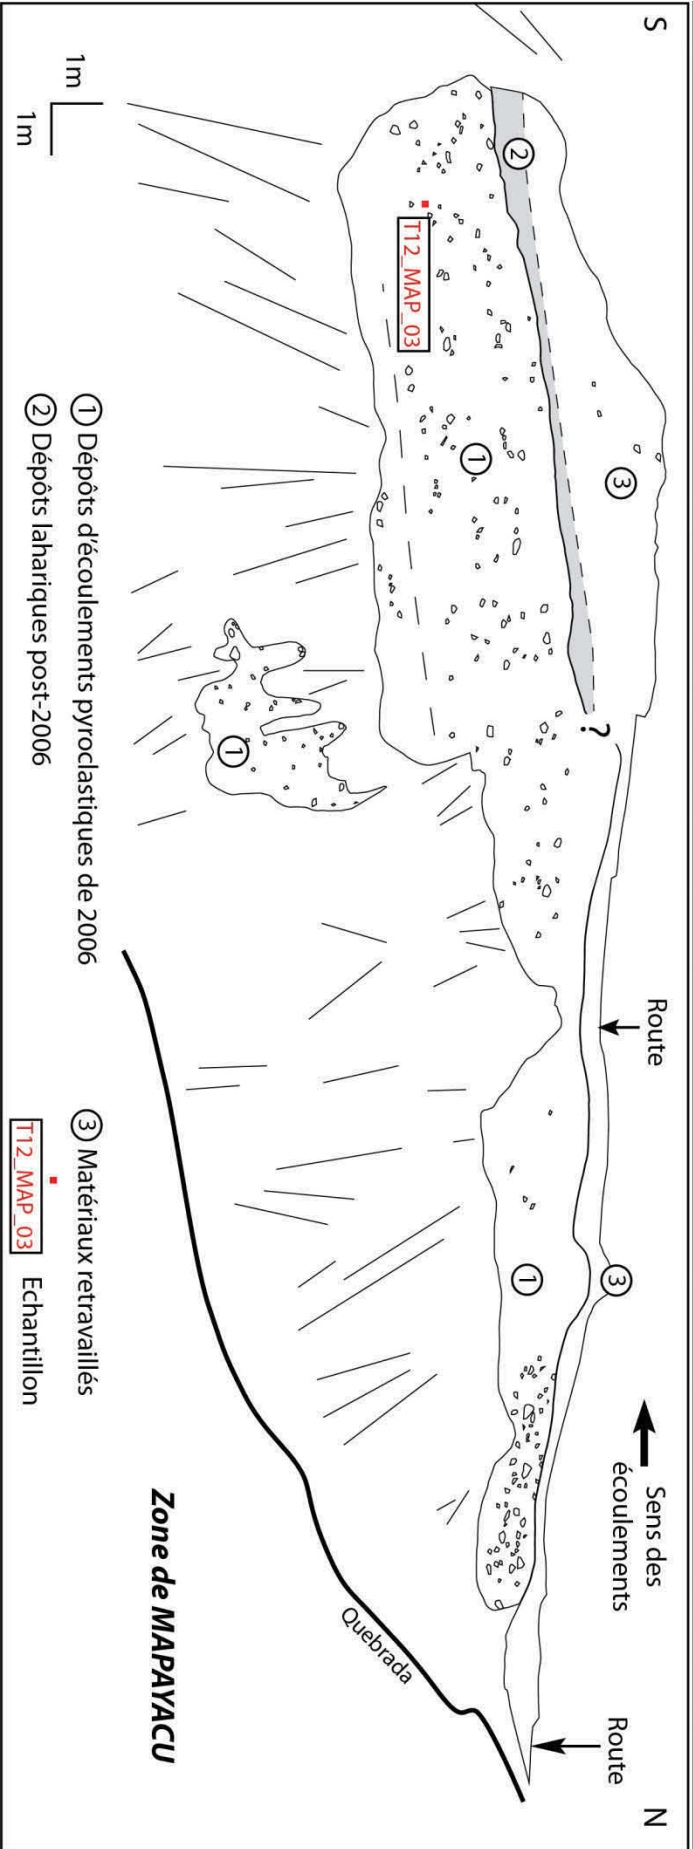 S
N
Route
Sens des
écoulements
Route
3
2
?
3
1
1
T12_MAP_03
1
Quebrada
Zone de MAPAYACU
1m
1m
1 Dépôts d'écoulements pyroclastiques de 2006
2 Dépôts lahariques post-2006
3 Matériaux retravaillés
T12_MAP_03 Echantillon